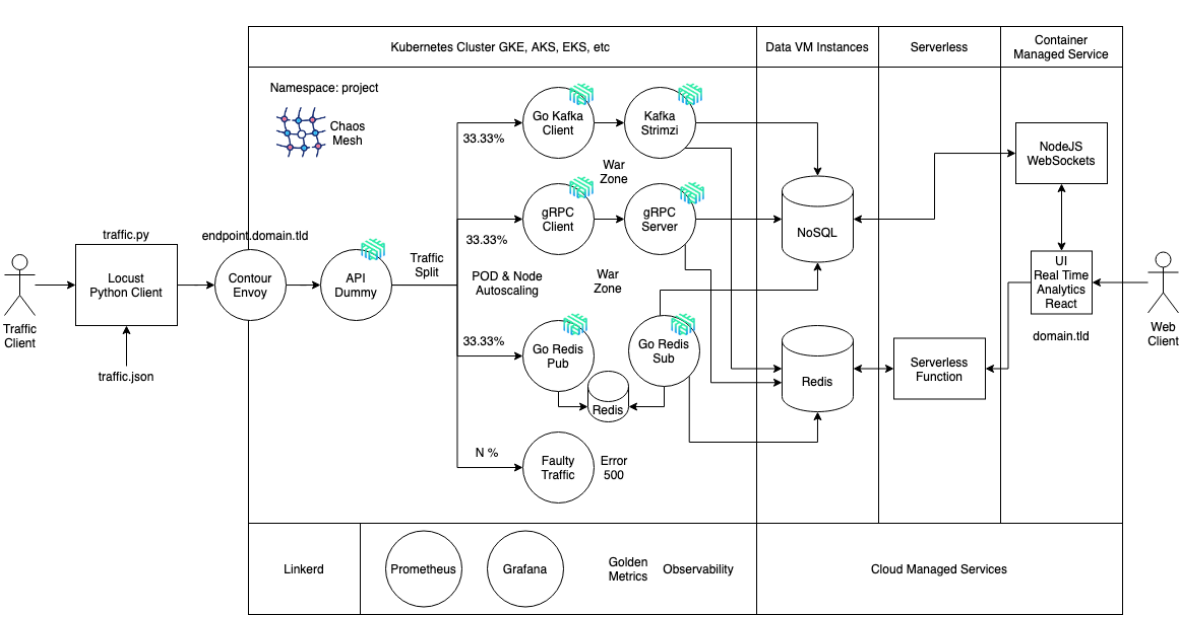 Kubernetes Cluster GKE, AKS, EKS, etc
Data VM Instances
Serverless
Container
Managed Service
Namespace: project
Chaos
Mesh
Go Kafka
Client
Kafka
Strimzi
33.33%
War
Zone
NodeJS
WebSockets
gRPC
Client
gRPC
Server
NoSQL
33.33%
traffic.py
endpoint.domain.tld
Locust
Python Client
Contour
Envoy
API
Dummy
Traffic
Split
POD & Node
Autoscaling
War
Zone
UI
Real Time
Analytics
React
domain.tld
Traffic
Client
Web
Client
traffic.json
33.33%
Go Redis
Pub
Go Redis
Sub
Redis
Redis
Serverless
Function
N %
Faulty
Traffic
Error
500
Linkerd
Prometheus
Grafana
Golden
Metrics
Observability
Cloud Managed Services